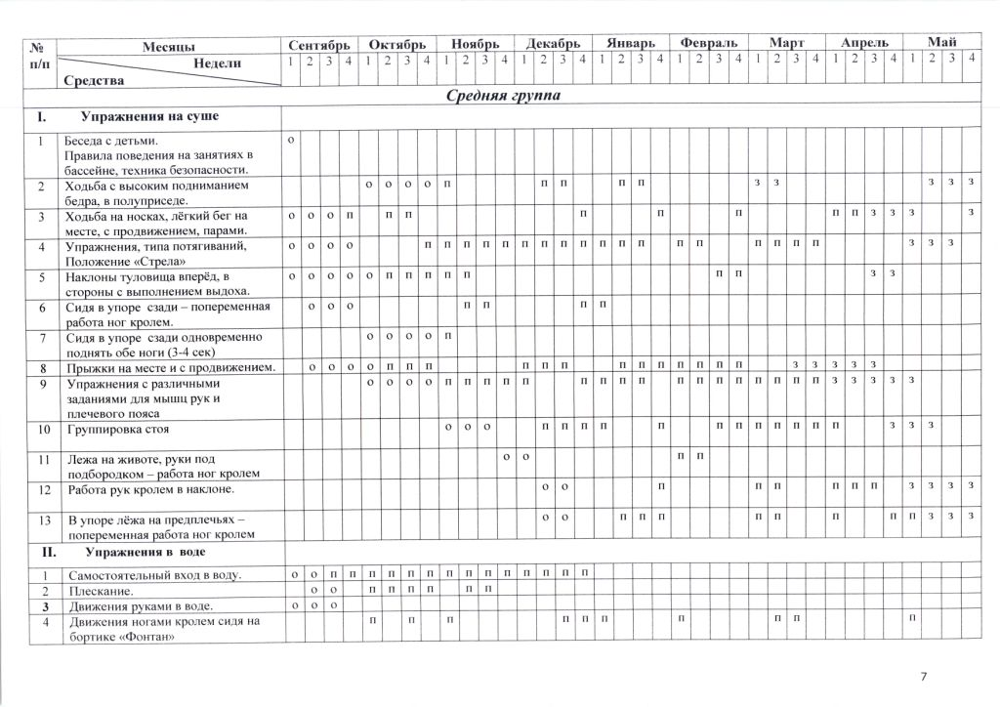 № Месяцы Сентябрь Октябрь Ноябрь Декабрь Январь Февраль Март Апрель Май
п/п Недели 1 2 3 4 1 2 3 4 1 2 3 4 1 2 3 4 1 2 3 4 1 2 3 4 1 2 3 4 1 2 3 4 1 2 3 4
Средства
Средняя группа
I. Упражнения на суше
1 Беседа с детьми. о
Правила поведения на занятиях в
бассейне, техника безопасности.
2 Ходьба с высоким подниманием о о о о п п п п п з з з з з
бедра, в полуприседе.
3 Ходьба на носках, лёгкий бег на о о о п п п п п п п п з з з з
месте, с продвижением, парами.
4 Упражнения, типа потягиваний, о о о о п п п п п п п п п п п п п п п п п п з з з
Положение «Стрела»
5 Наклоны туловища вперёд, в о о о о о п п п п п п п з з
стороны с выполнением выдоха.
6 Сидя в упоре сзади – попеременная о о о п п п п
работа ног кролем.
7 Сидя в упоре сзади одновременно о о о о п
поднять обе ноги (3-4 сек)
8 Прыжки на месте и с продвижением. о о о о п п п п п п п п п п п п п з з з з з
9 Упражнения с различными о о о о п п п п п п п п п п п п п п п п п з з з з з
заданиями для мышц рук и
плечевого пояса
10 Группировка стоя о о о п п п п п п п п п п п п з з з
11 Лежа на животе, руки под о о п п
подбородком – работа ног кролем
12 Работа рук кролем в наклоне. о о п п п п п п з з з з
13 В упоре лёжа на предплечьях – о о п п п п п п п п з з з
попеременная работа ног кролем
II. Упражнения в воде
1 Самостоятельный вход в воду. о о п п п п п п п п п п п п п п
2 Плескание. о о п п п п п п
3 Движения руками в воде. о о о
4 Движения ногами кролем сидя на п п п п п п п п п п
бортике «Фонтан»
7